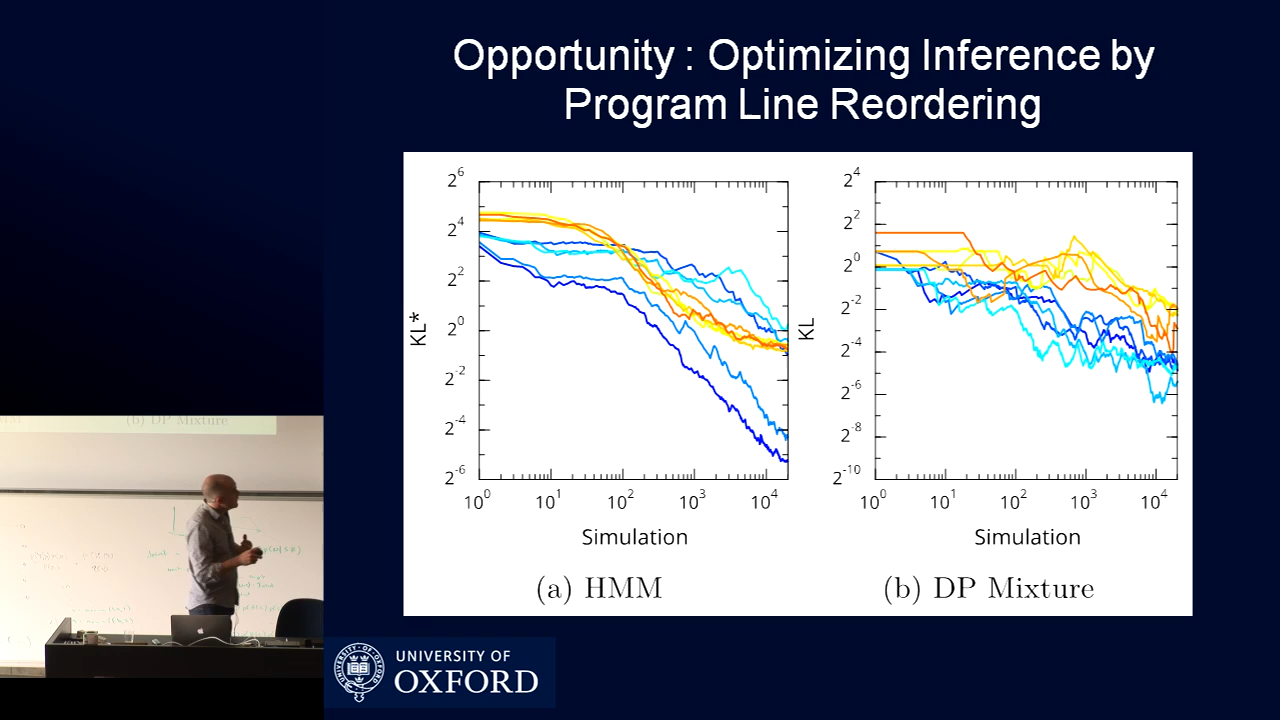 Opportunity : Optimizing Inference by
Program Line Reordering
2^6
2^4
2^2
2^0
2^-2
2^-4
2^-6
KL*
10^0 10^1 10^2 10^3 10^4
Simulation
(a) HMM
2^4
2^2
2^0
2^-2
2^-4
2^-6
2^-8
2^-10
KL
10^0 10^1 10^2 10^3 10^4
Simulation
(b) DP Mixture
(b) DP Mixture
UNIVERSITY OF
OXFORD